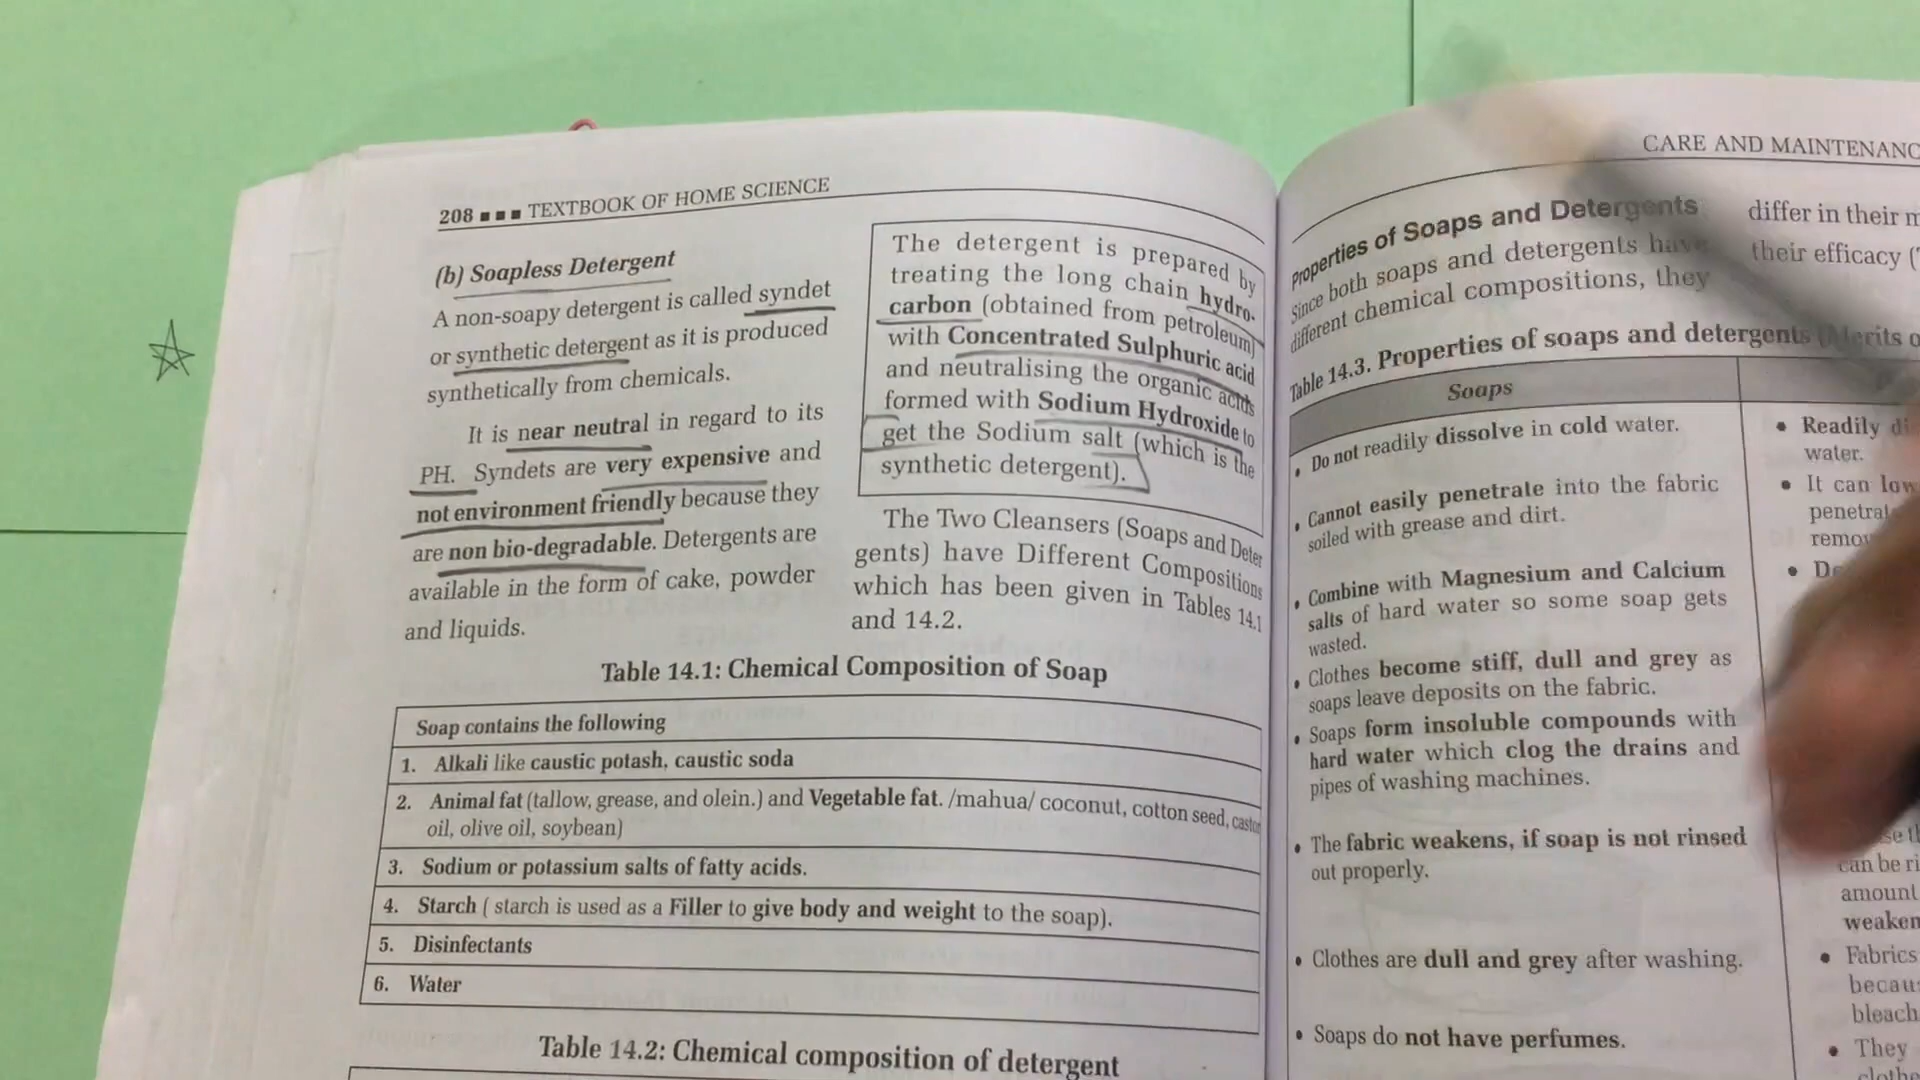 208 ■ ■ ■ TEXTBOOK OF HOME SCIENCE
(b) Soapless Detergent
A non-soapy detergent is called syndet
or synthetic detergent as it is produced
synthetically from chemicals.
It is near neutral in regard to its
PH. Syndets are very expensive and
not environment friendly because they
are non bio-degradable. Detergents are
available in the form of cake, powder
and liquids.
The detergent is prepared by
treating the long chain hydro-
carbon (obtained from petroleum)
with Concentrated Sulphuric acid
and neutralising the organic acids
formed with Sodium Hydroxide to
get the Sodium salt (which is the
synthetic detergent).
The Two Cleansers (Soaps and Deter
gents) have Different Compositions
which has been given in Tables 14.1
and 14.2.
Table 14.1: Chemical Composition of Soap
Soap contains the following
1. Alkali like caustic potash, caustic soda
2. Animal fat (tallow, grease, and olein.) and Vegetable fat. /mahua/ coconut, cotton seed, castor
oil, olive oil, soybean)
3. Sodium or potassium salts of fatty acids.
4. Starch ( starch is used as a Filler to give body and weight to the soap).
5. Disinfectants
6. Water
Table 14.2: Chemical composition of detergent
CARE AND MAINTENANC
Properties of Soaps and Detergents
Since both soaps and detergents have
different chemical compositions, they
differ in their
their efficacy
Table 14.3. Properties of soaps and detergents (Merits
Soaps
• Do not readily dissolve in cold water.
• Cannot easily penetrate into the fabric
soiled with grease and dirt.
• Combine with Magnesium and Calcium
salts of hard water so some soap gets
wasted.
• Clothes become stiff, dull and grey as
soaps leave deposits on the fabric.
• Soaps form insoluble compounds with
hard water which clog the drains and
pipes of washing machines.
• The fabric weakens, if soap is not rinsed
out properly.
• Clothes are dull and grey after washing.
• Soaps do not have perfumes.
• Readily
water.
• It can
can be
amount
• Fabrics
• They